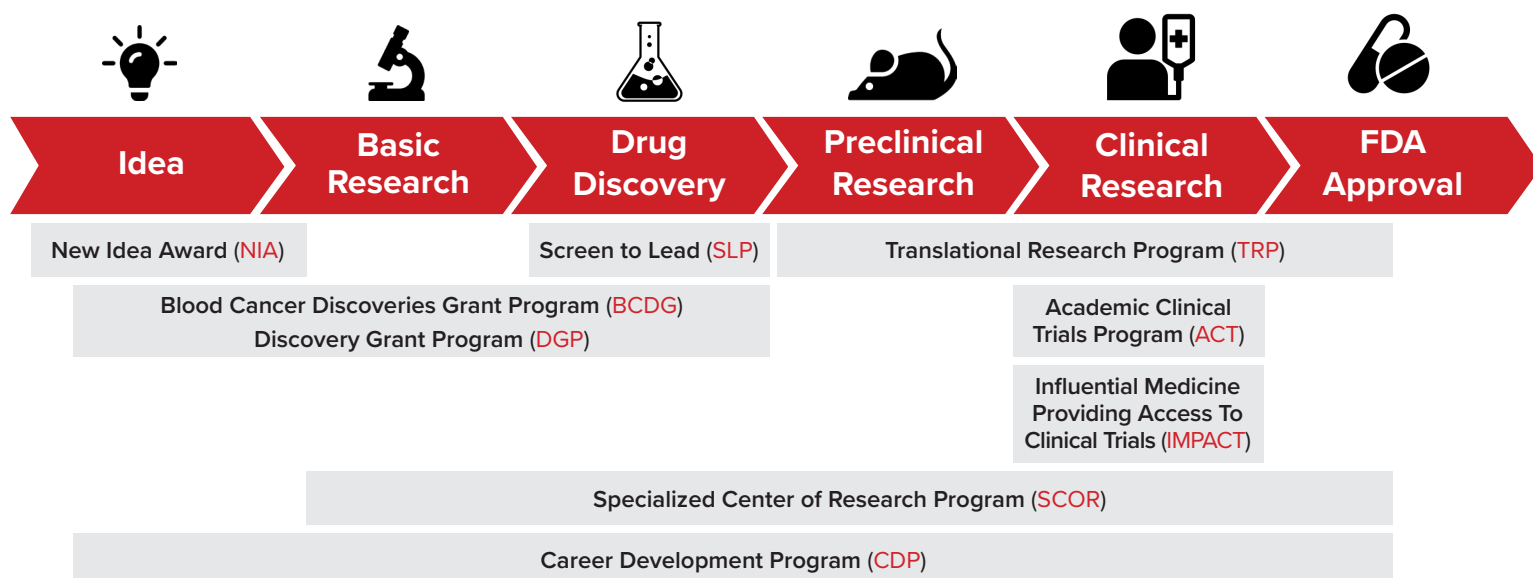 Idea
Basic
Research
Drug
Discovery
Preclinical
Research
Clinical
Research
FDA
Approval
New Idea Award (NIA)
Screen to Lead (SLP)
Translational Research Program (TRP)
Blood Cancer Discoveries Grant Program (BCDG)
Discovery Grant Program (DGP)
Academic Clinical
Trials Program (ACT)
Influential Medicine
Providing Access To
Clinical Trials (IMPACT)
Specialized Center of Research Program (SCOR)
Career Development Program (CDP)